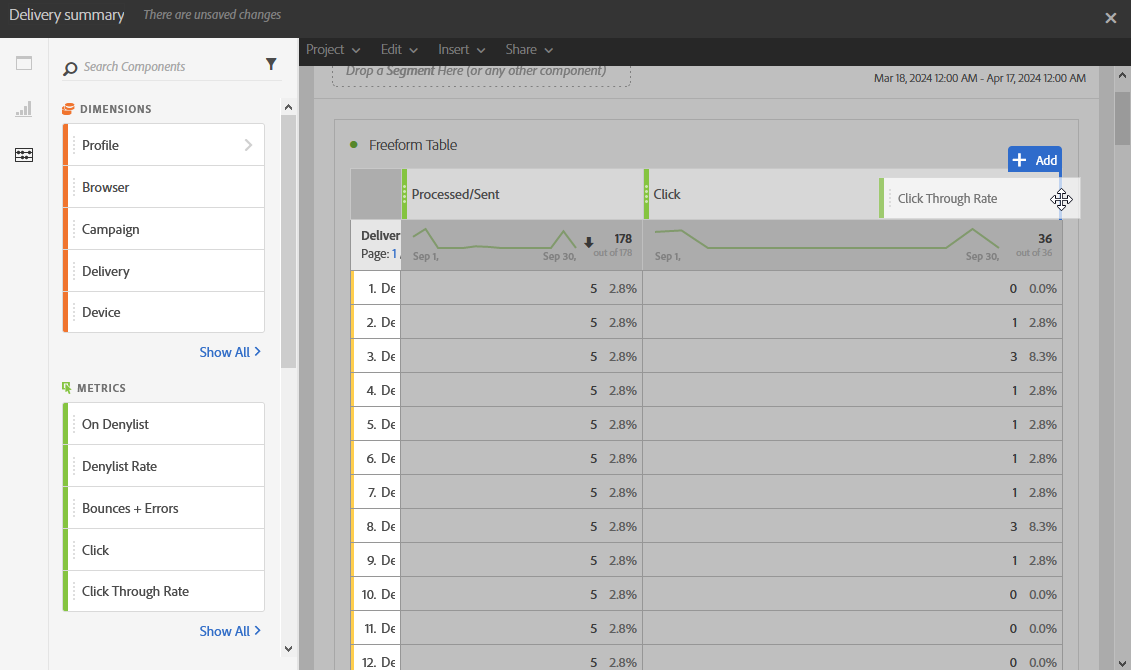 Delivery summary There are unsaved changes
Project Edit Insert Share
Search Components
Drop a Segment Here (or any other component)
Mar 18, 2024 12:00 AM - Apr 17, 2024 12:00 AM
DIMENSIONS
Profile
Browser
Campaign
Delivery
Device
Show All
METRICS
On Denylist
Denylist Rate
Bounces + Errors
Click
Click Through Rate
Show All
Freeform Table
Add
Processed/Sent Click Click Through Rate
Deliver 178 36
Page: 1 out of 178 out of 36
Sep 1, Sep 30, Sep 1, Sep 30,
1. De 5 2.8% 0 0.0%
2. De 5 2.8% 1 2.8%
3. De 5 2.8% 3 8.3%
4. De 5 2.8% 1 2.8%
5. De 5 2.8% 1 2.8%
6. De 5 2.8% 1 2.8%
7. De 5 2.8% 1 2.8%
8. De 5 2.8% 3 8.3%
9. De 5 2.8% 1 2.8%
10. De 5 2.8% 0 0.0%
11. De 5 2.8% 0 0.0%
12. De 5 2.8% 0 0.0%